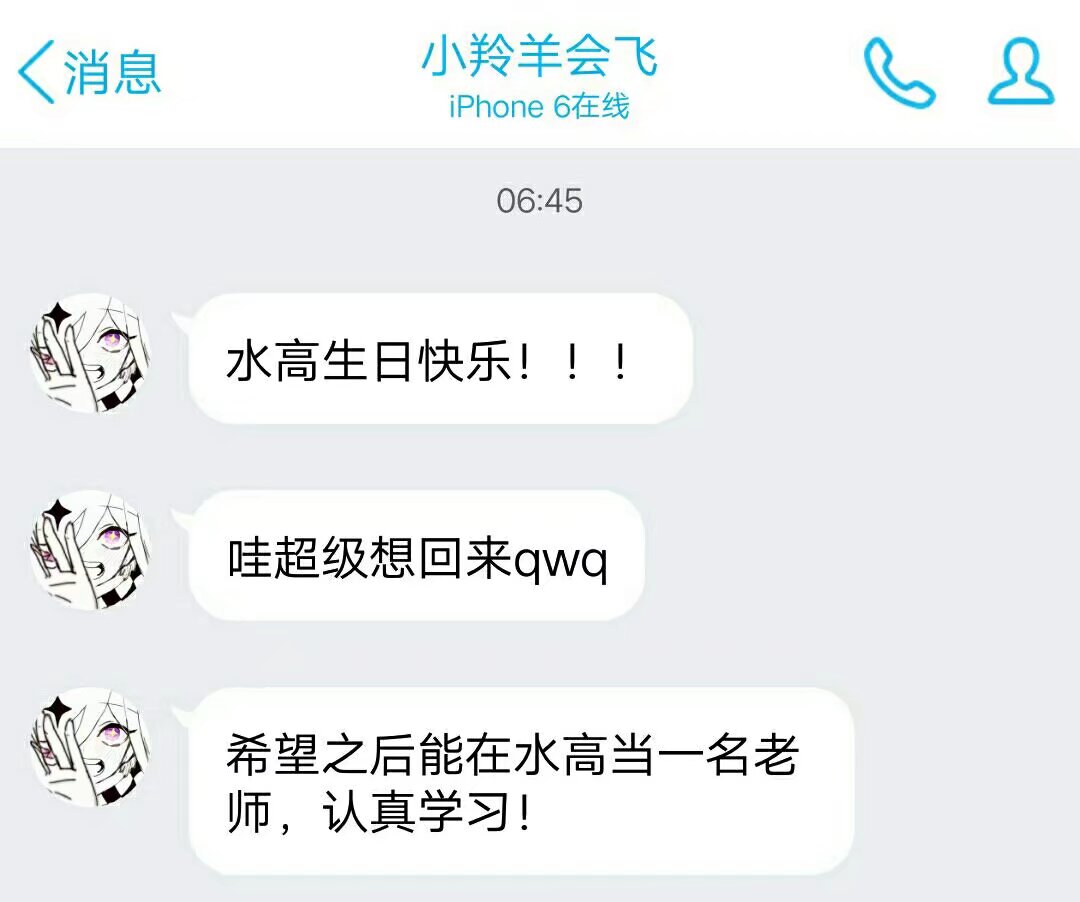 消息
小羚羊会飞
iPhone 6在线
06:45
水高生日快乐！！！
哇超级想回来qwq
希望之后能在水高当一名老
师，认真学习！